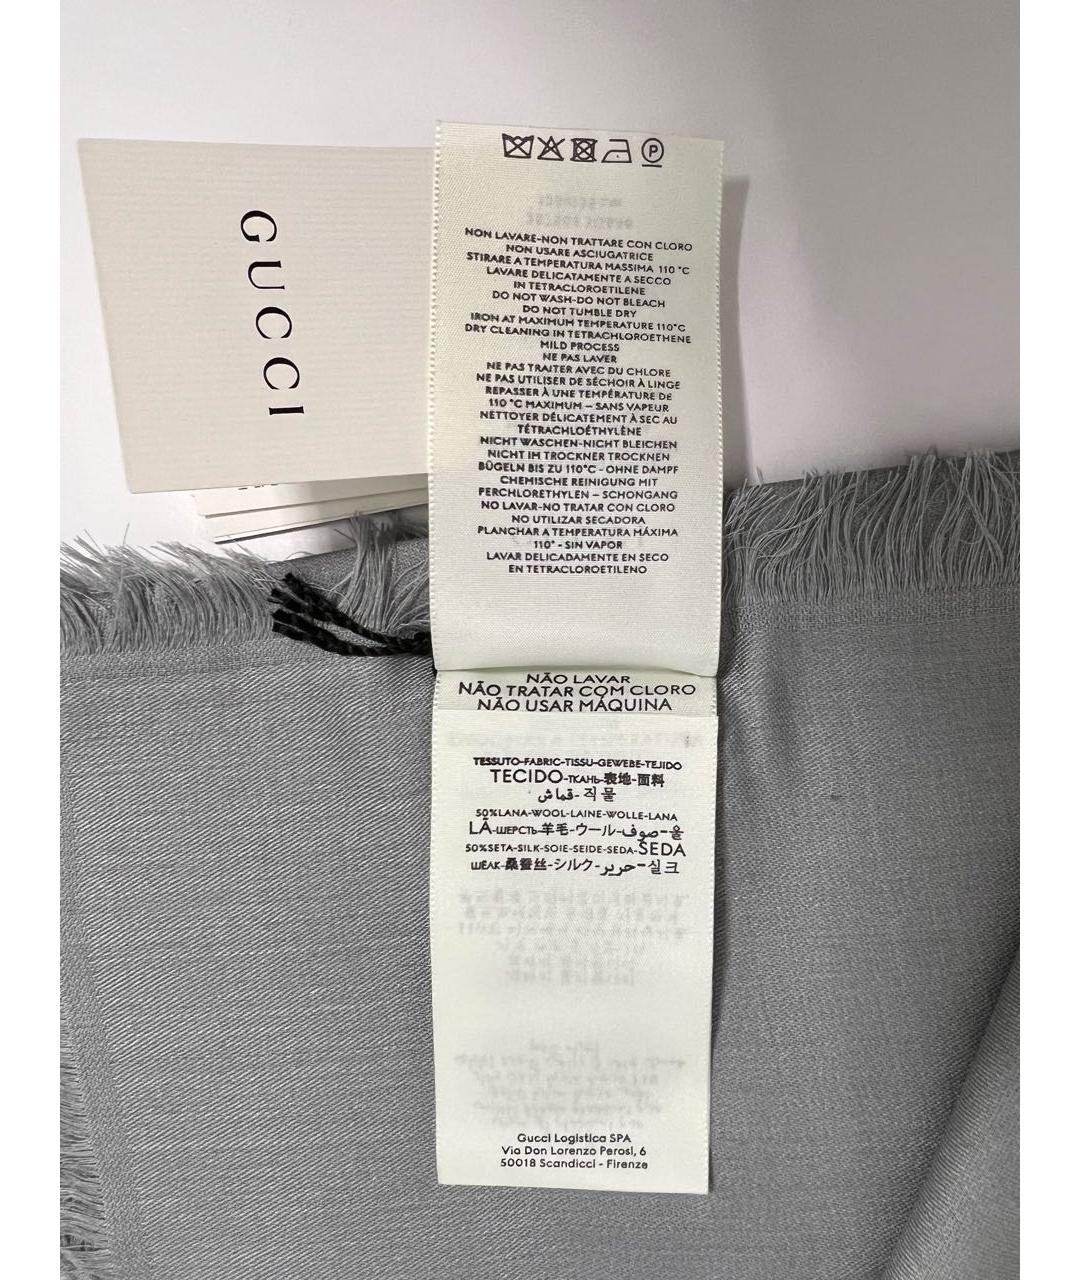 GUCCI
P
NON LAVARE-NON TRATTARE CON CLORO
NON USARE ASCIUGATRICE
STIRARE A TEMPERATURA MASSIMA 110 °C
LAVARE DELICATAMENTE A SECCO
IN TETRACLOROETILENE
DO NOT WASH-DO NOT BLEACH
DO NOT TUMBLE DRY
IRON AT MAXIMUM TEMPERATURE 110°C
DRY CLEANING IN TETRACHLOROETHENE
MILD PROCESS
NE PAS LAVER
NE PAS TRAITER AVEC DU CHLORE
NE PAS UTILISER DE SÉCHOIR À LINGE
REPASSER À UNE TEMPÉRATURE DE
110 °C MAXIMUM – SANS VAPEUR
NETTOYER DÉLICATEMENT À SEC AU
TÉTRACHLOÉTHYLÈNE
NICHT WASCHEN-NICHT BLEICHEN
NICHT IM TROCKNER TROCKNEN
BÜGELN BIS ZU 110°C - OHNE DAMPF
CHEMISCHE REINIGUNG MIT
PERCHLORETHYLEN – SCHONGANG
NO LAVAR-NO TRATAR CON CLORO
NO UTILIZAR SECADORA
PLANCHAR A TEMPERATURA MÁXIMA
110° - SIN VAPOR
LAVAR DELICADAMENTE EN SECO
EN TETRACLOROETILENO
NÃO LAVAR
NÃO TRATAR COM CLORO
NÃO USAR MÁQUINA
TESSUTO-FABRIC-TISSU-GEWEBE-TEJIDO
TECIDO-ТКАНЬ-表地-面料
قماش-직물
50%LANA-WOOL-LAINE-WOLLE-LANA
LÃ-ШЕРСТЬ-羊毛-ウール-صوف-울
50%SETA-SILK-SOIE-SEIDE-SEDA-SEDA
ШЕЛК-桑蚕丝-シルク-حرير-실크
Gucci Logistica SPA
Via Don Lorenzo Perosi, 6
50018 Scandicci - Firenze